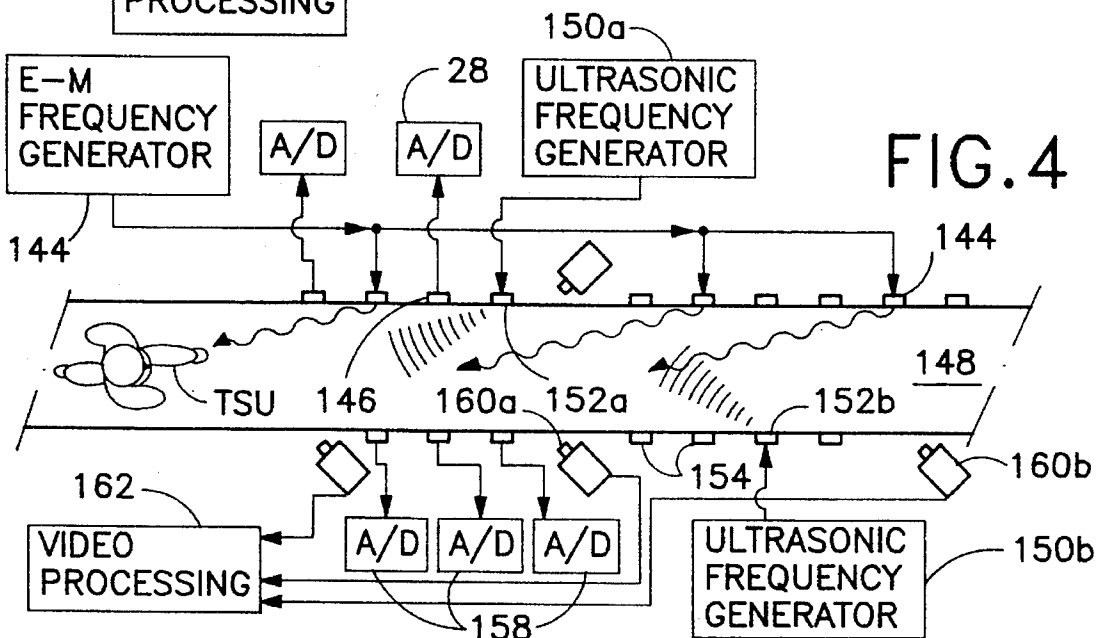 PROCESSING
150a
E-M
FREQUENCY
GENERATOR
28
ULTRASONIC
FREQUENCY
GENERATOR
A/D
A/D
FIG.4
144
144
TSU
146
160a
152a
152b
148
154
160b
162
VIDEO
PROCESSING
A/D
A/D
A/D
158
ULTRASONIC
FREQUENCY
GENERATOR
150b